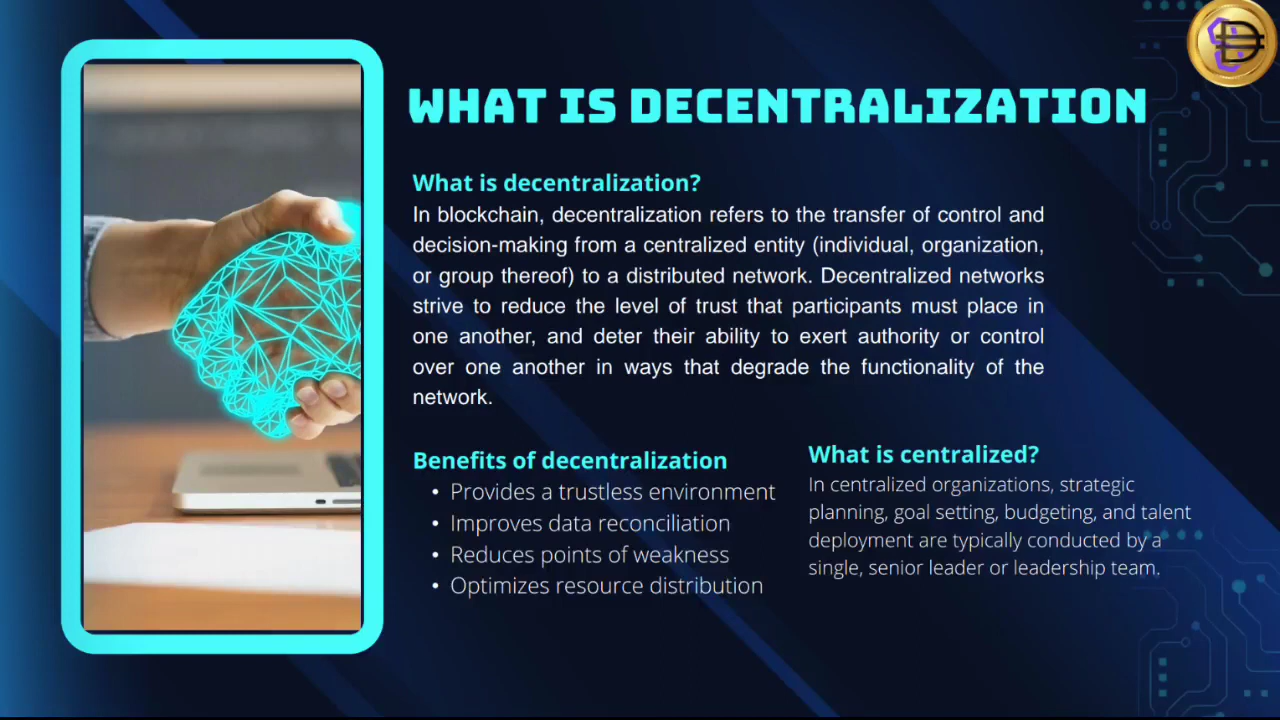 WHAT IS DECENTRALIZATION
What is decentralization?
In blockchain, decentralization refers to the transfer of control and
decision-making from a centralized entity (individual, organization,
or group thereof) to a distributed network. Decentralized networks
strive to reduce the level of trust that participants must place in
one another, and deter their ability to exert authority or control
over one another in ways that degrade the functionality of the
network.
Benefits of decentralization
• Provides a trustless environment
• Improves data reconciliation
• Reduces points of weakness
• Optimizes resource distribution
What is centralized?
In centralized organizations, strategic
planning, goal setting, budgeting, and talent
deployment are typically conducted by a
single, senior leader or leadership team.